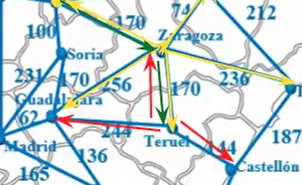 170
74
212
100
Zaragoza
Soria
231
170
256
170
236
Guadalajara
62
244
144
187
Teruel
Madrid
136
Castellón
165